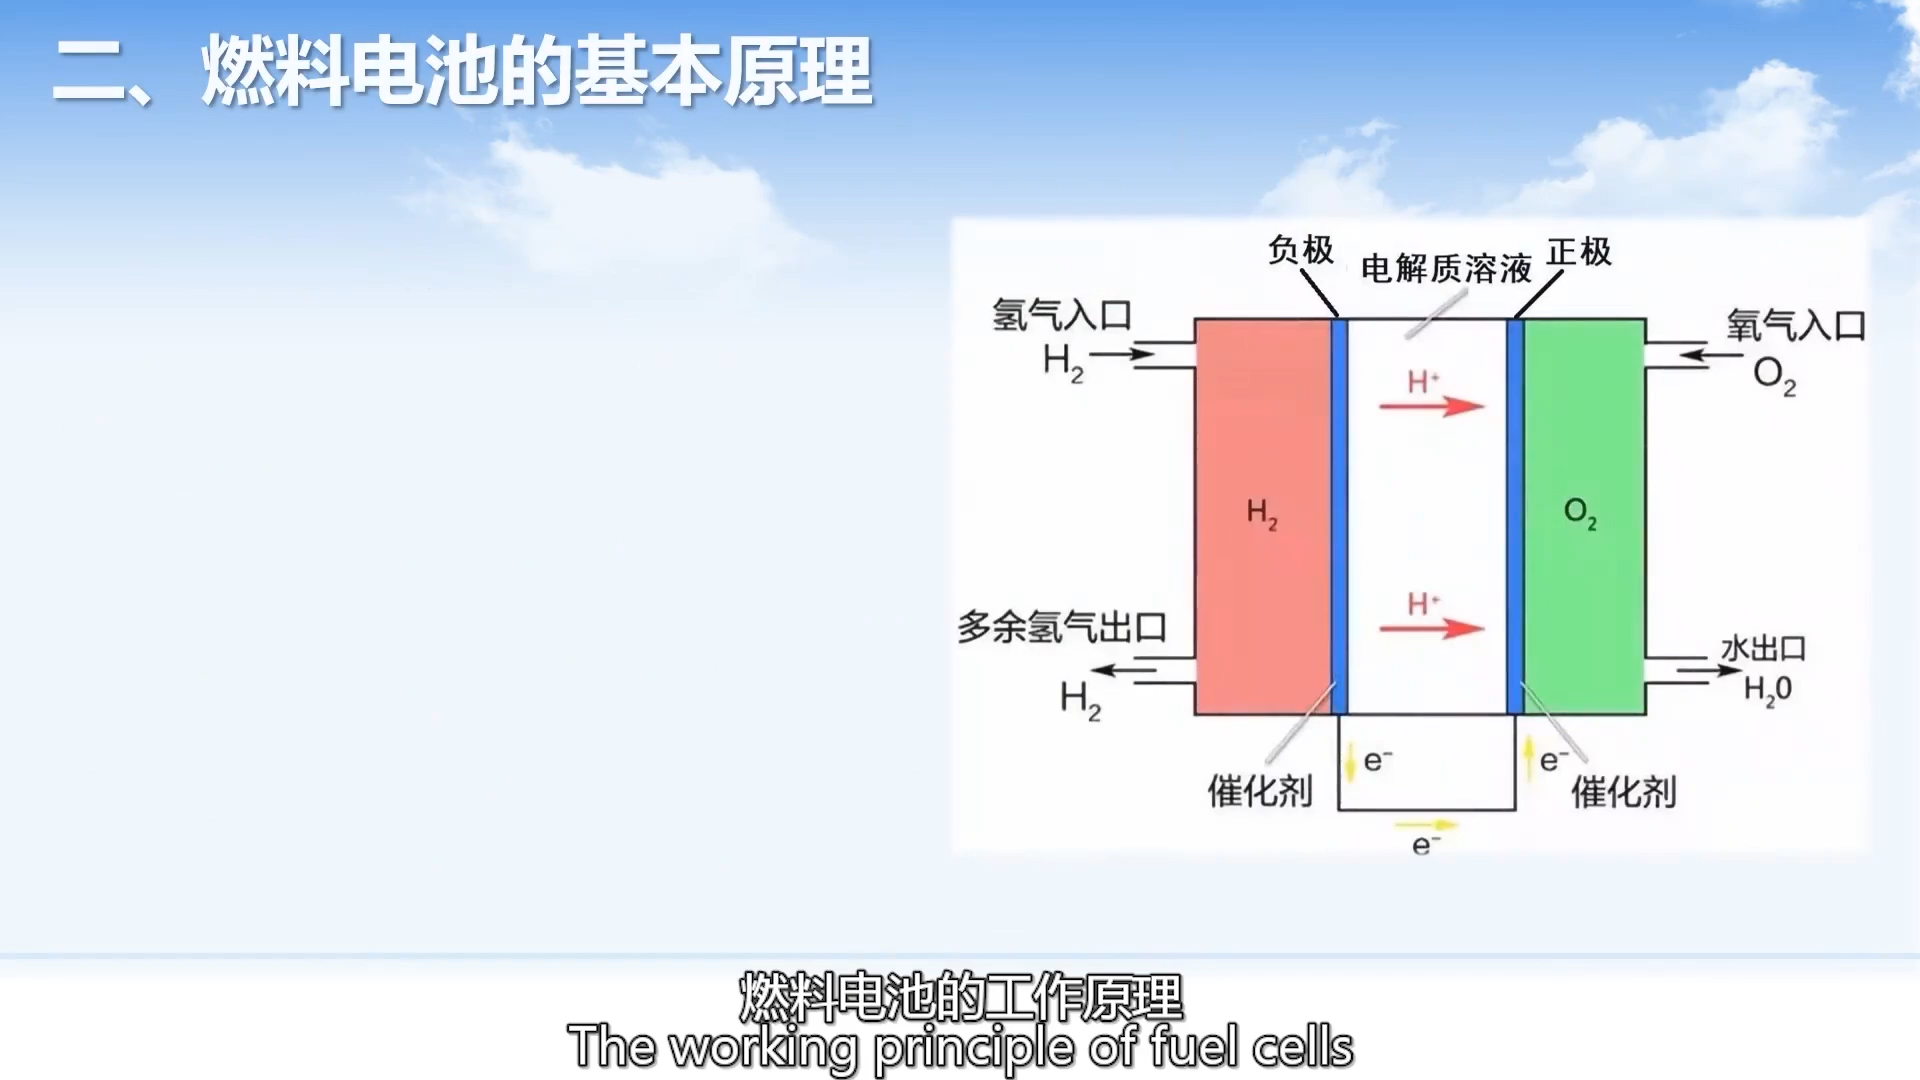 二、燃料电池的基本原理
负极
电解质溶液
正极
氢气入口
H₂
氧气入口
O₂
H⁺
H₂
O₂
H⁺
多余氢气出口
H₂
水出口
H₂0
e⁻
e⁻
催化剂
催化剂
e⁻
燃料电池的工作原理
The working principle of fuel cells